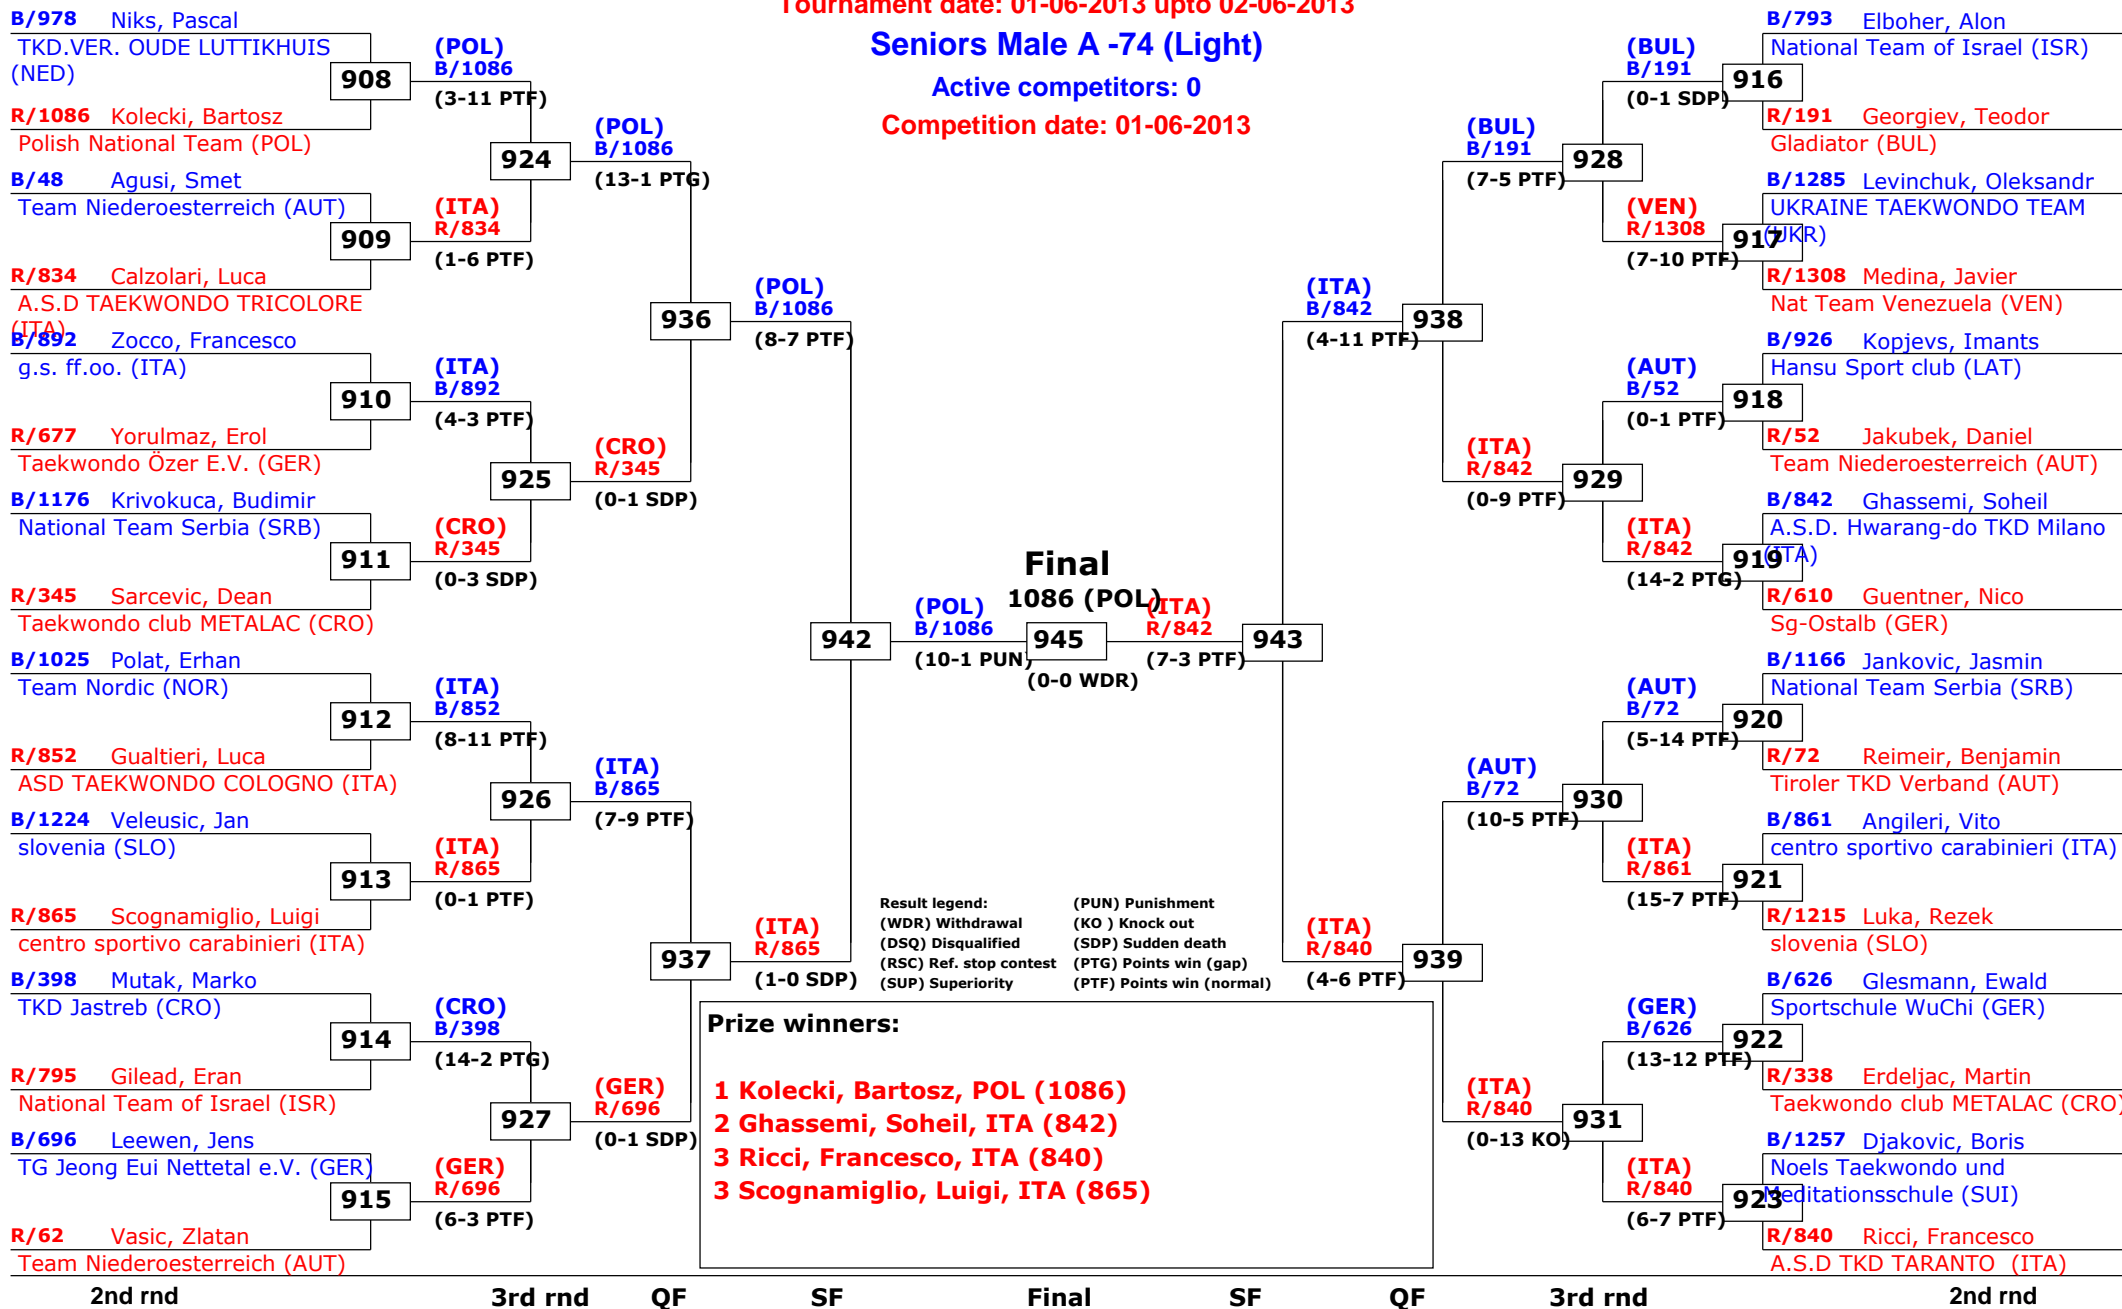 Tournament date: 01-06-2013 upto 02-06-2013
Seniors Male A -74 (Light)
Active competitors: 0
Competition date: 01-06-2013
B/978 Niks, Pascal
TKD.VER. OUDE LUTTIKHUIS
(NED)
908
R/1086 Kolecki, Bartosz
Polish National Team (POL)
B/48 Agusi, Smet
Team Niederoesterreich (AUT)
909
R/834 Calzolari, Luca
A.S.D TAEKWONDO TRICOLORE
(ITA)
B/892 Zocco, Francesco
g.s. ff.oo. (ITA)
910
R/677 Yorulmaz, Erol
Taekwondo Özer E.V. (GER)
B/1176 Krivokuca, Budimir
National Team Serbia (SRB)
911
R/345 Sarcevic, Dean
Taekwondo club METALAC (CRO)
B/1025 Polat, Erhan
Team Nordic (NOR)
912
R/852 Gualtieri, Luca
ASD TAEKWONDO COLOGNO (ITA)
B/1224 Veleusic, Jan
slovenia (SLO)
913
R/865 Scognamiglio, Luigi
centro sportivo carabinieri (ITA)
B/398 Mutak, Marko
TKD Jastreb (CRO)
914
R/795 Gilead, Eran
National Team of Israel (ISR)
B/696 Leewen, Jens
TG Jeong Eui Nettetal e.V. (GER)
915
R/62 Vasic, Zlatan
Team Niederoesterreich (AUT)
(POL)
B/1086
(3-11 PTF)
924
(ITA)
R/834
(1-6 PTF)
(ITA)
B/892
(4-3 PTF)
925
(CRO)
R/345
(0-3 SDP)
(ITA)
B/852
(8-11 PTF)
926
(ITA)
R/865
(0-1 PTF)
(CRO)
B/398
(14-2 PTG)
927
(GER)
R/696
(6-3 PTF)
(POL)
B/1086
(13-1 PTG)
936
(CRO)
R/345
(0-1 SDP)
(ITA)
B/865
(7-9 PTF)
937
(GER)
R/696
(0-1 SDP)
(POL)
B/1086
(8-7 PTF)
942
(ITA)
R/865
(1-0 SDP)
(POL)
B/1086
(10-1 PUN)
Final
1086 (POL)
945
(0-0 WDR)
(ITA)
R/842
(7-3 PTF)
943
(ITA)
B/842
(4-11 PTF)
938
(ITA)
R/840
(4-6 PTF)
939
(BUL)
B/191
(7-5 PTF)
928
(ITA)
R/842
(0-9 PTF)
929
(AUT)
B/72
(10-5 PTF)
930
(ITA)
R/840
(0-13 KO)
931
(BUL)
B/191
(0-1 SDP)
(VEN)
R/1308
(7-10 PTF)
(AUT)
B/52
(0-1 PTF)
(ITA)
R/842
(14-2 PTG)
(AUT)
B/72
(5-14 PTF)
(ITA)
R/861
(15-7 PTF)
(GER)
B/626
(13-12 PTF)
(ITA)
R/840
(6-7 PTF)
B/793 Elboher, Alon
National Team of Israel (ISR)
916
R/191 Georgiev, Teodor
Gladiator (BUL)
B/1285 Levinchuk, Oleksandr
UKRAINE TAEKWONDO TEAM
(UKR)
917
R/1308 Medina, Javier
Nat Team Venezuela (VEN)
B/926 Kopjevs, Imants
Hansu Sport club (LAT)
918
R/52 Jakubek, Daniel
Team Niederoesterreich (AUT)
B/842 Ghassemi, Soheil
A.S.D. Hwarang-do TKD Milano
(ITA)
919
R/610 Guentner, Nico
Sg-Ostalb (GER)
B/1166 Jankovic, Jasmin
National Team Serbia (SRB)
920
R/72 Reimeir, Benjamin
Tiroler TKD Verband (AUT)
B/861 Angileri, Vito
centro sportivo carabinieri (ITA)
921
R/1215 Luka, Rezek
slovenia (SLO)
B/626 Glesmann, Ewald
Sportschule WuChi (GER)
922
R/338 Erdeljac, Martin
Taekwondo club METALAC (CRO)
B/1257 Djakovic, Boris
Noels Taekwondo und
Meditationsschule (SUI)
923
R/840 Ricci, Francesco
A.S.D TKD TARANTO (ITA)
Result legend: (PUN) Punishment
(WDR) Withdrawal (KO ) Knock out
(DSQ) Disqualified (SDP) Sudden death
(RSC) Ref. stop contest (PTG) Points win (gap)
(SUP) Superiority (PTF) Points win (normal)
Prize winners:
1 Kolecki, Bartosz, POL (1086)
2 Ghassemi, Soheil, ITA (842)
3 Ricci, Francesco, ITA (840)
3 Scognamiglio, Luigi, ITA (865)
2nd rnd 3rd rnd QF SF Final SF QF 3rd rnd 2nd rnd